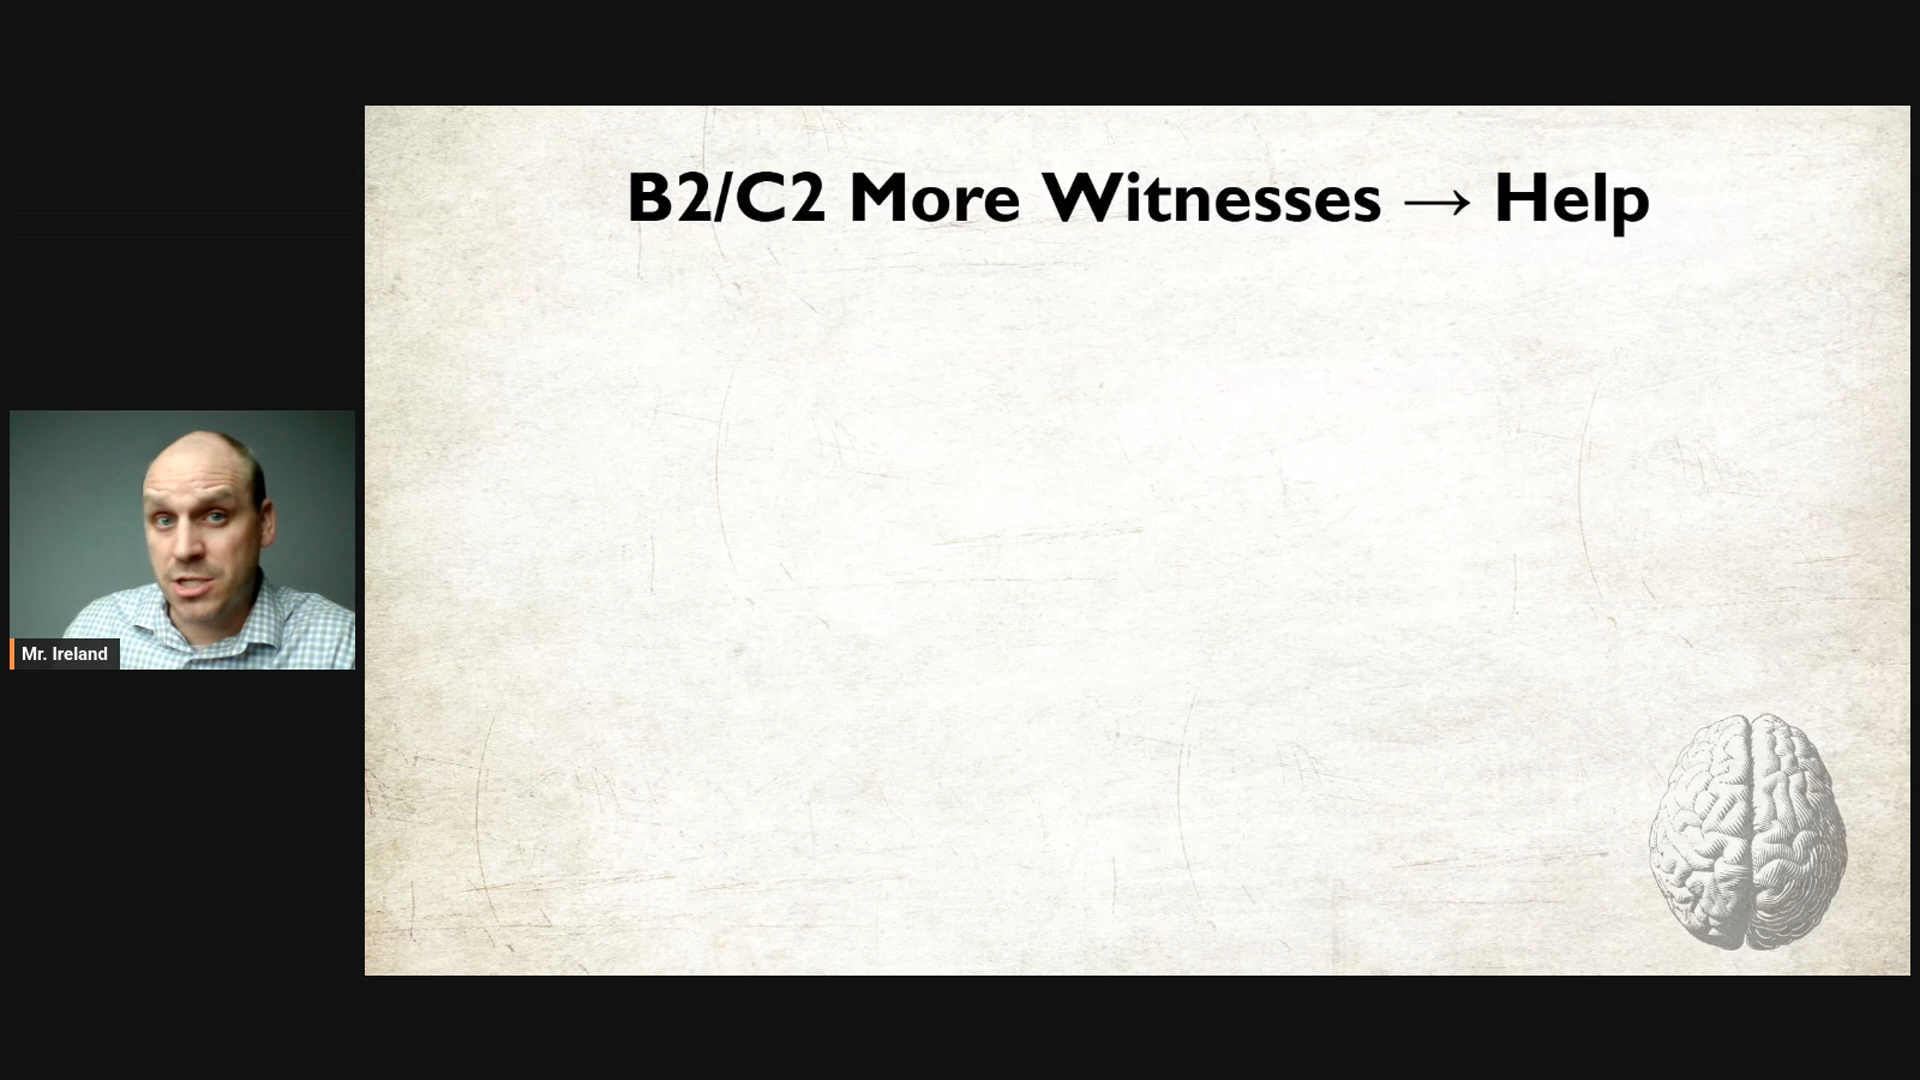 B2/C2 More Witnesses → Help
Mr. Ireland